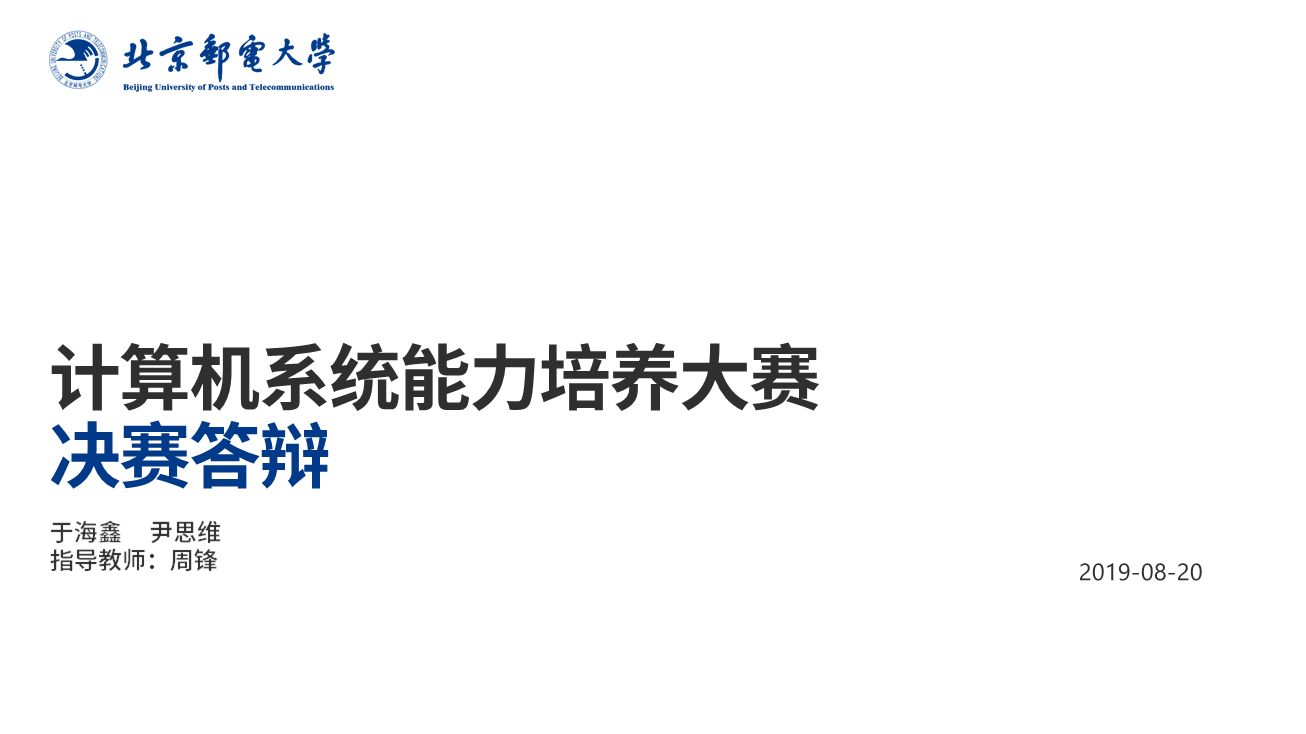 北京郵電大学
Beijing University of Posts and Telecommunications
计算机系统能力培养大赛
决赛答辩
于海鑫 尹思维
指导教师：周锋
2019-08-20